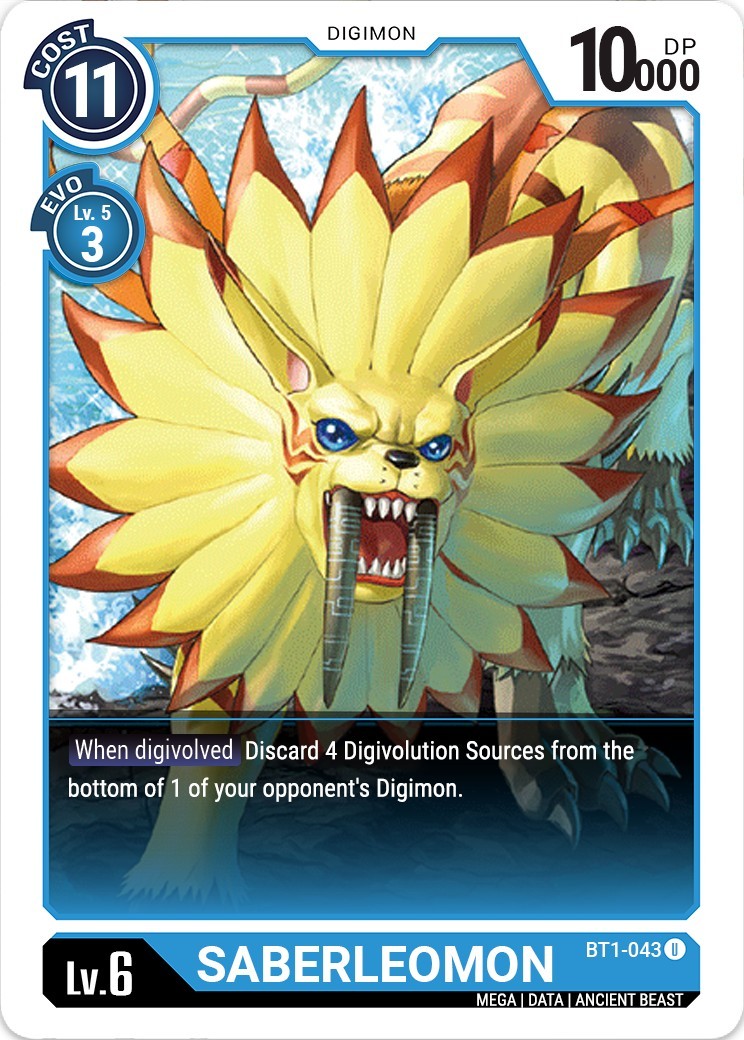 DIGIMON
COST
11
10000 DP
EVO
Lv. 5
3
When digivolved Discard 4 Digivolution Sources from the
bottom of 1 of your opponent's Digimon.
Lv.6
SABERLEOMON
BT1-043 U
MEGA | DATA | ANCIENT BEAST